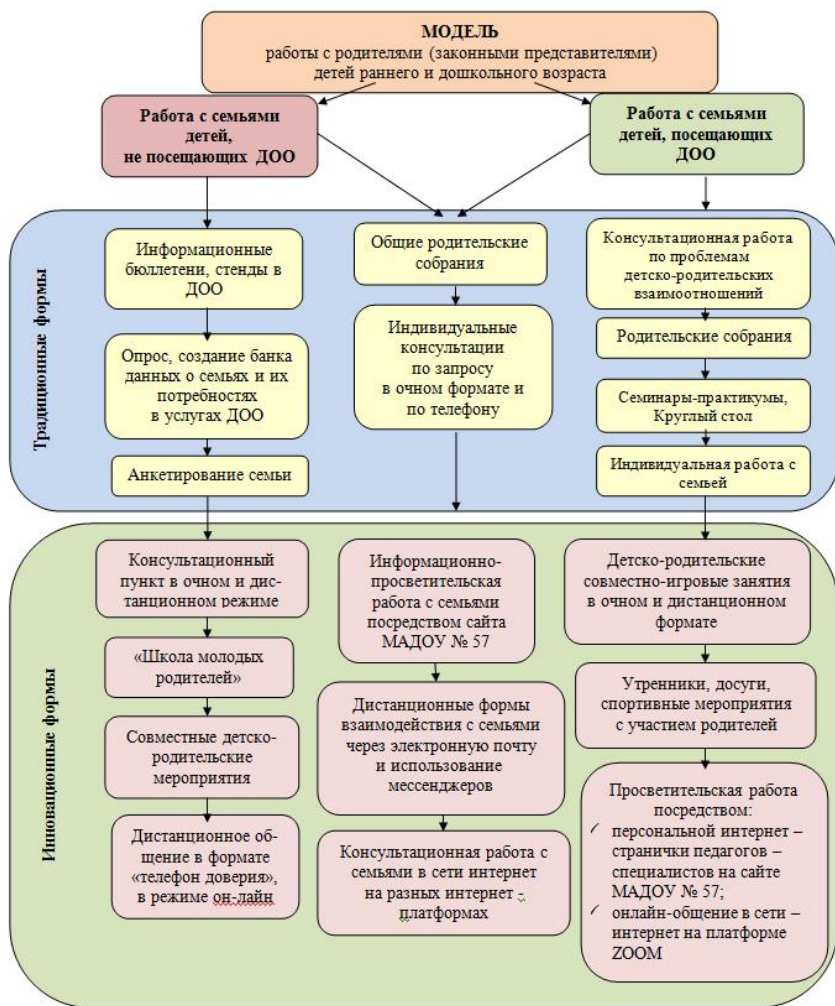 МОДЕЛЬ
работы с родителями (законными представителями)
детей раннего и дошкольного возраста
Работа с семьями
детей,
не посещающих ДОО
Работа с семьями
детей, посещающих
ДОО
Традиционные формы
Информационные
бюллетени, стенды в
ДОО
Опрос, создание банка
данных о семьях и их
потребностях
в услугах ДОО
Анкетирование семьи
Общие родительские
собрания
Индивидуальные
консультации
по запросу
в очном формате и
по телефону
Консультационная работа
по проблемам
детско-родительских
взаимоотношений
Родительские собрания
Семинары-практикумы,
Круглый стол
Индивидуальная работа с
семьей
Инновационные формы
Консультационный
пункт в очном и дис-
танционном режиме
«Школа молодых
родителей»
Совместные детско-
родительские
мероприятия
Дистанционное об-
щение в формате
«телефон доверия»,
в режиме он-лайн
Информационно-
просветительская
работа с семьями
посредством сайта
МАДОУ № 57
Дистанционные формы
взаимодействия с семьями
через электронную почту
и использование
мессенджеров
Консультационная работа с
семьями в сети интернет
на разных интернет -
платформах
Детско-родительские
совместно-игровые занятия
в очном и дистанционном
формате
Утренники, досуги,
спортивные мероприятия
с участием родителей
Просветительская работа
посредством:
✓ персональной интернет –
странички педагогов –
специалистов на сайте
МАДОУ № 57;
✓ онлайн-общение в сети –
интернет на платформе
ZOOM